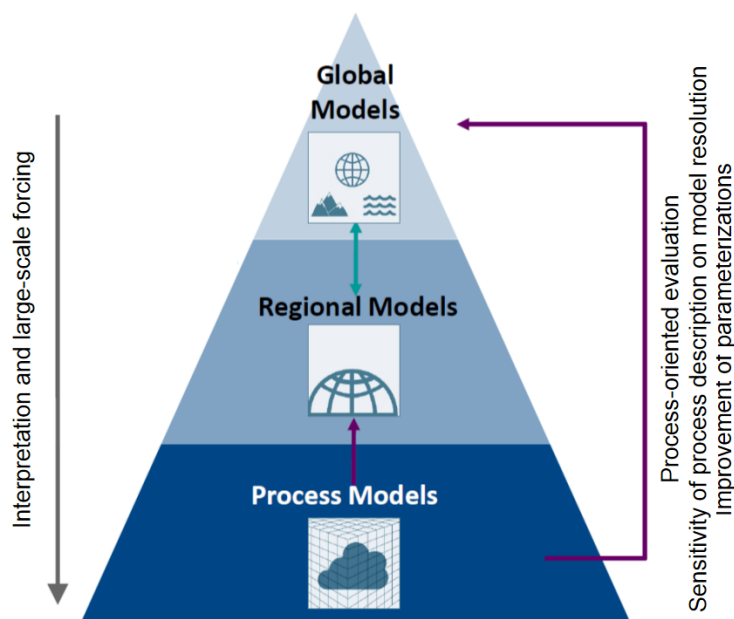 Global
Models
Regional Models
Process Models
Interpretation and large-scale forcing
Process-oriented evaluation
Sensitivity of process description on model resolution
Improvement of parameterizations